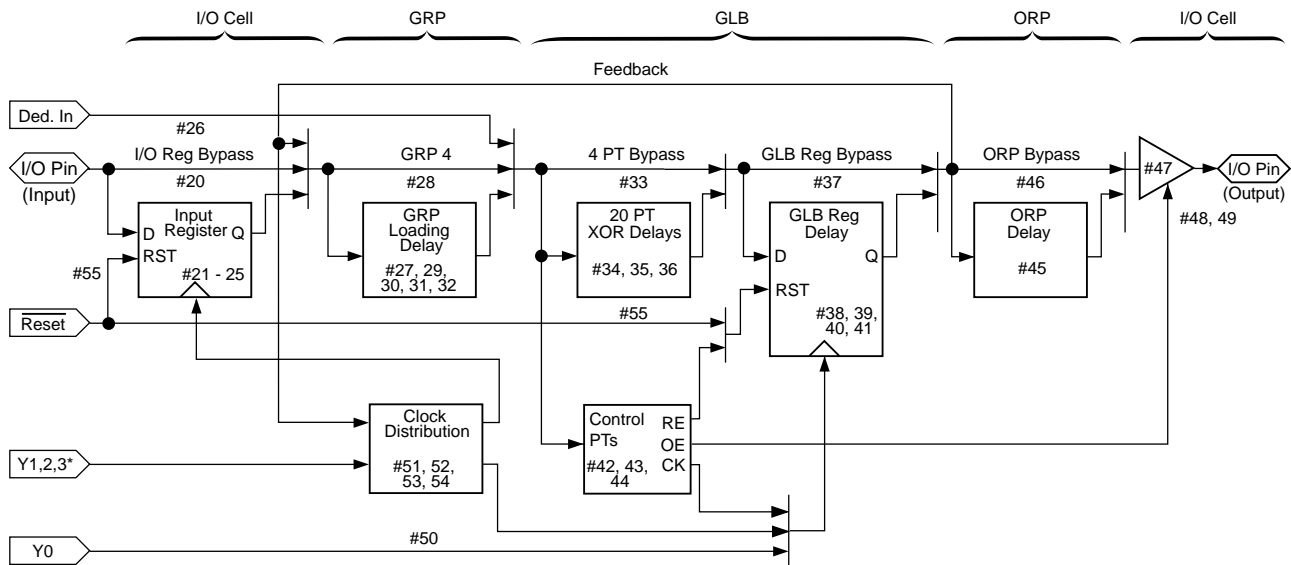 I/O Cell
GRP
GLB
ORP
I/O Cell
Feedback
Ded. In
#26
I/O Pin
(Input)
I/O Reg Bypass
#20
GRP 4
#28
4 PT Bypass
#33
GLB Reg Bypass
#37
ORP Bypass
#46
#47
I/O Pin
(Output)
#48, 49
Input
Register
D
Q
RST
#21 - 25
#55
GRP
Loading
Delay
#27, 29,
30, 31, 32
20 PT
XOR Delays
#34, 35, 36
GLB Reg
Delay
D
Q
RST
#38, 39,
40, 41
ORP
Delay
#45
Reset
#55
Clock
Distribution
#51, 52,
53, 54
Control
PTs
RE
OE
CK
#42, 43,
44
Y1,2,3*
Y0
#50